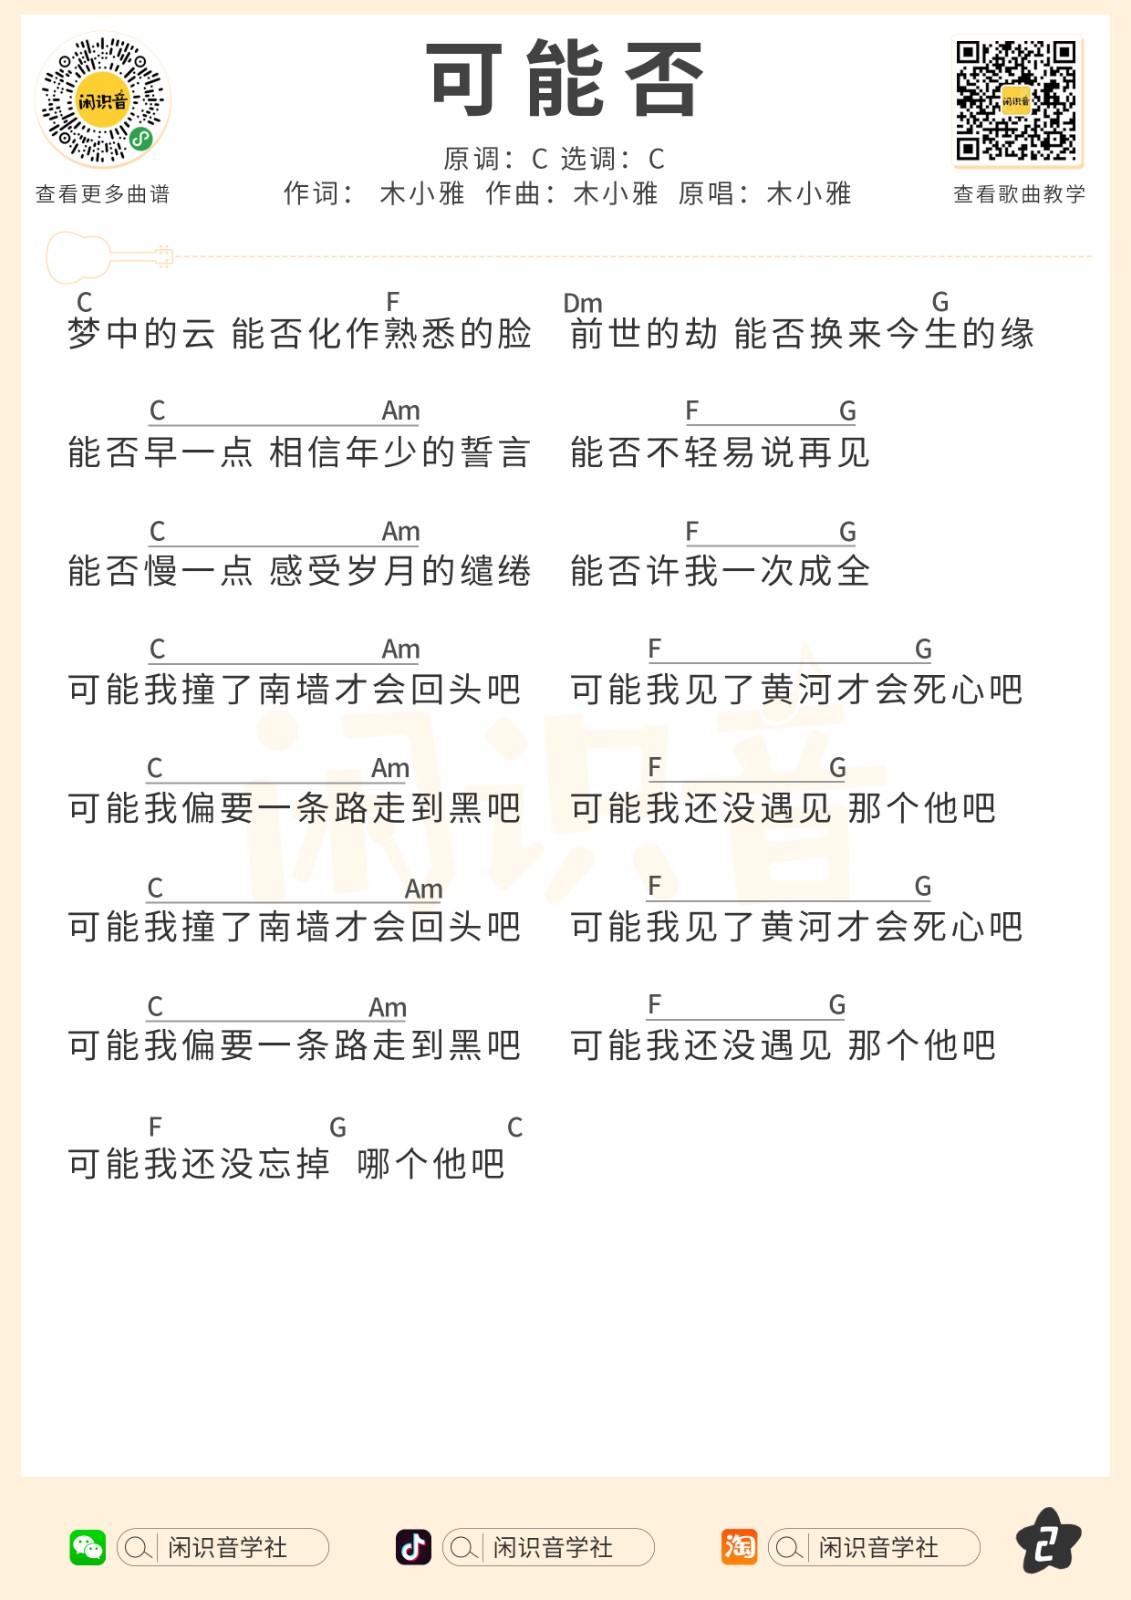 可能否
原调：C 选调：C
作词： 木小雅 作曲：木小雅 原唱：木小雅
闲识音
查看更多曲谱
闲识音
查看歌曲教学
C F Dm G
梦中的云 能否化作熟悉的脸 前世的劫 能否换来今生的缘
C Am F G
能否早一点 相信年少的誓言 能否不轻易说再见
C Am F G
能否慢一点 感受岁月的缱绻 能否许我一次成全
C Am F G
可能我撞了南墙才会回头吧 可能我见了黄河才会死心吧
C Am F G
可能我偏要一条路走到黑吧 可能我还没遇见 那个他吧
C Am F G
可能我撞了南墙才会回头吧 可能我见了黄河才会死心吧
C Am F G
可能我偏要一条路走到黑吧 可能我还没遇见 那个他吧
F G C
可能我还没忘掉 哪个他吧
闲识音
闲识音学社 闲识音学社 淘 闲识音学社 2